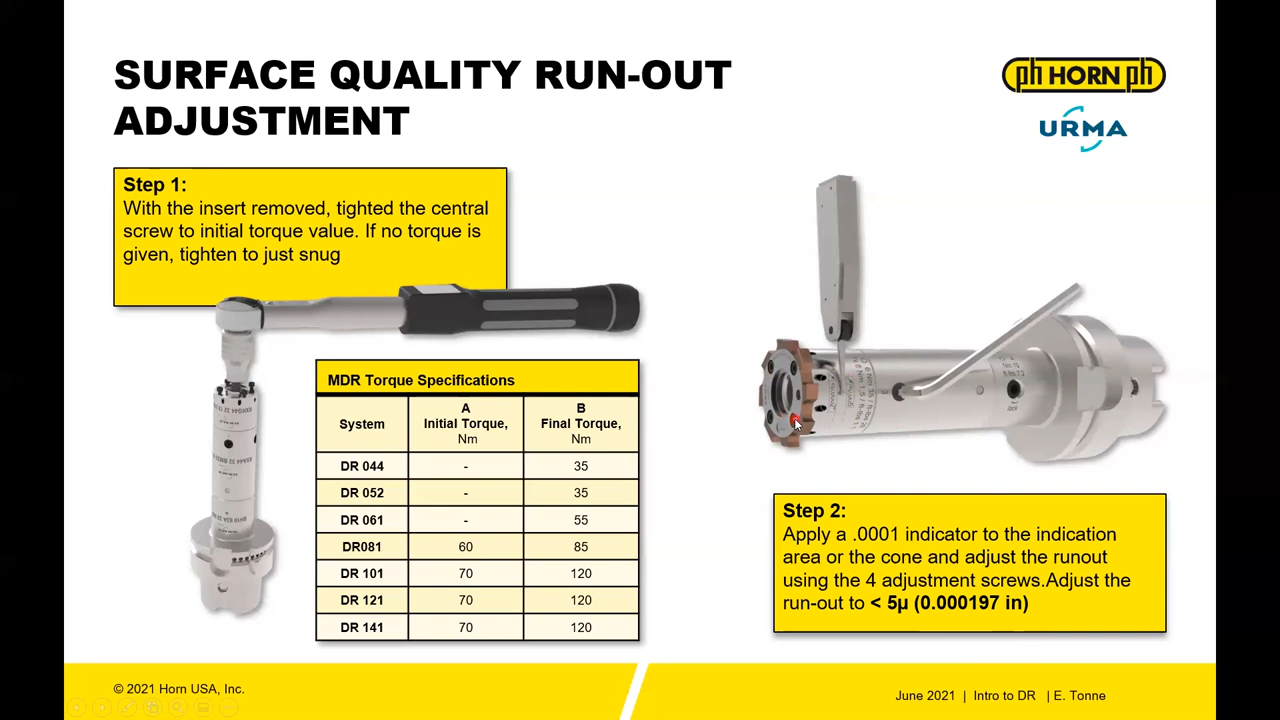 SURFACE QUALITY RUN-OUT
ADJUSTMENT
ph HORN ph
URMA
Step 1:
With the insert removed, tighted the central
screw to initial torque value. If no torque is
given, tighten to just snug
MDR Torque Specifications
System
A
Initial Torque,
Nm
B
Final Torque,
Nm
DR 044 - 35
DR 052 - 35
DR 061 - 55
DR081 60 85
DR 101 70 120
DR 121 70 120
DR 141 70 120
Step 2:
Apply a .0001 indicator to the indication
area or the cone and adjust the runout
using the 4 adjustment screws.Adjust the
run-out to < 5µ (0.000197 in)
© 2021 Horn USA, Inc.
June 2021 | Intro to DR | E. Tonne